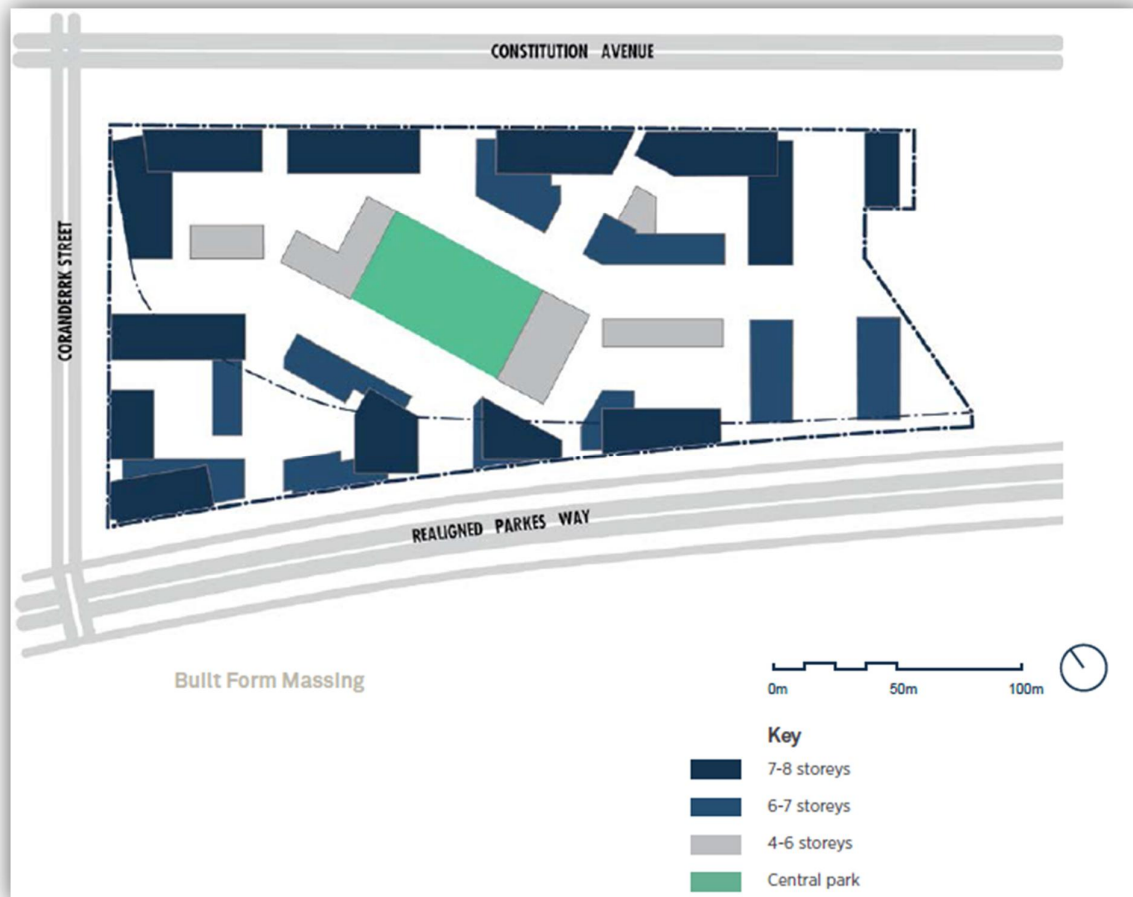 CONSTITUTION AVENUE
CORANDERRK STREET
REALIGNED PARKES WAY
Built Form Massing
0m 50m 100m
Key
7-8 storeys
6-7 storeys
4-6 storeys
Central park